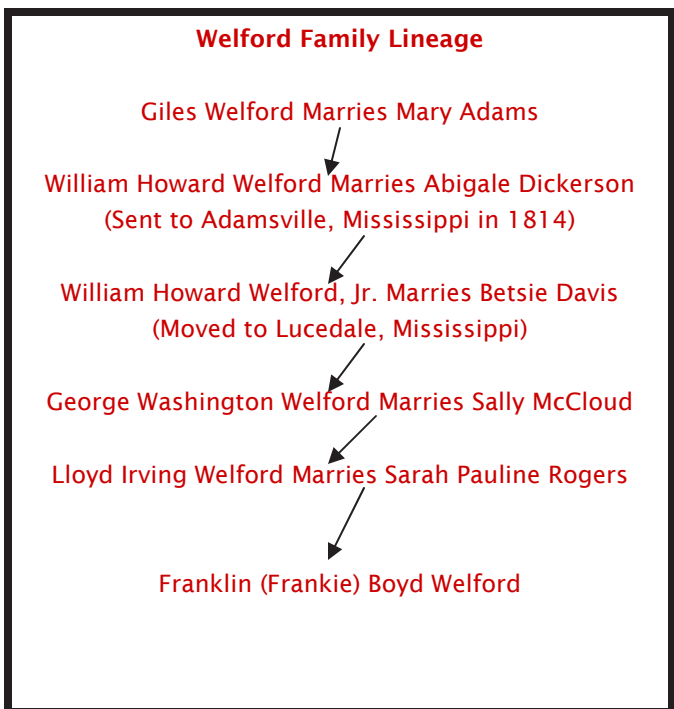 Welford Family Lineage
Giles Welford Marries Mary Adams
William Howard Welford Marries Abigale Dickerson
(Sent to Adamsville, Mississippi in 1814)
William Howard Welford, Jr. Marries Betsie Davis
(Moved to Lucedale, Mississippi)
George Washington Welford Marries Sally McCloud
Lloyd Irving Welford Marries Sarah Pauline Rogers
Franklin (Frankie) Boyd Welford